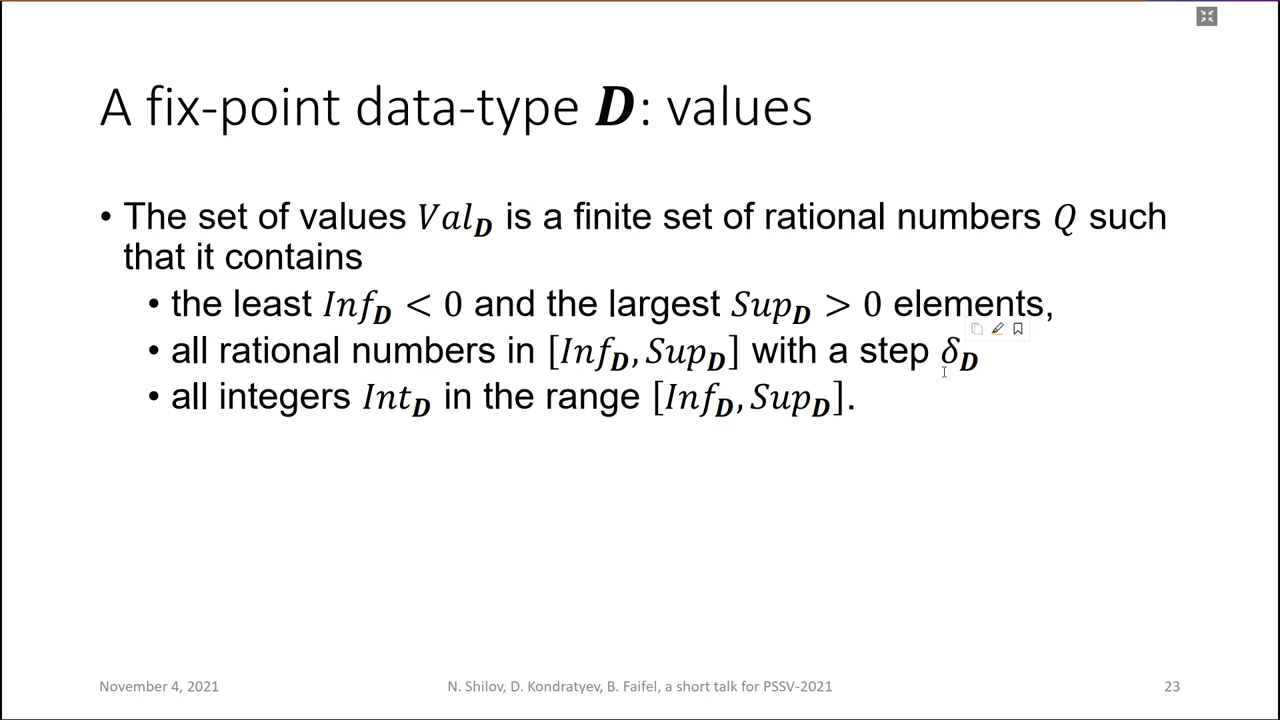 A fix-point data-type D: values
• The set of values Val_D is a finite set of rational numbers Q such
that it contains
• the least Inf_D < 0 and the largest Sup_D > 0 elements,
• all rational numbers in [Inf_D, Sup_D] with a step δ_D
• all integers Int_D in the range [Inf_D, Sup_D].
November 4, 2021
N. Shilov, D. Kondratyev, B. Faifel, a short talk for PSSV-2021
23